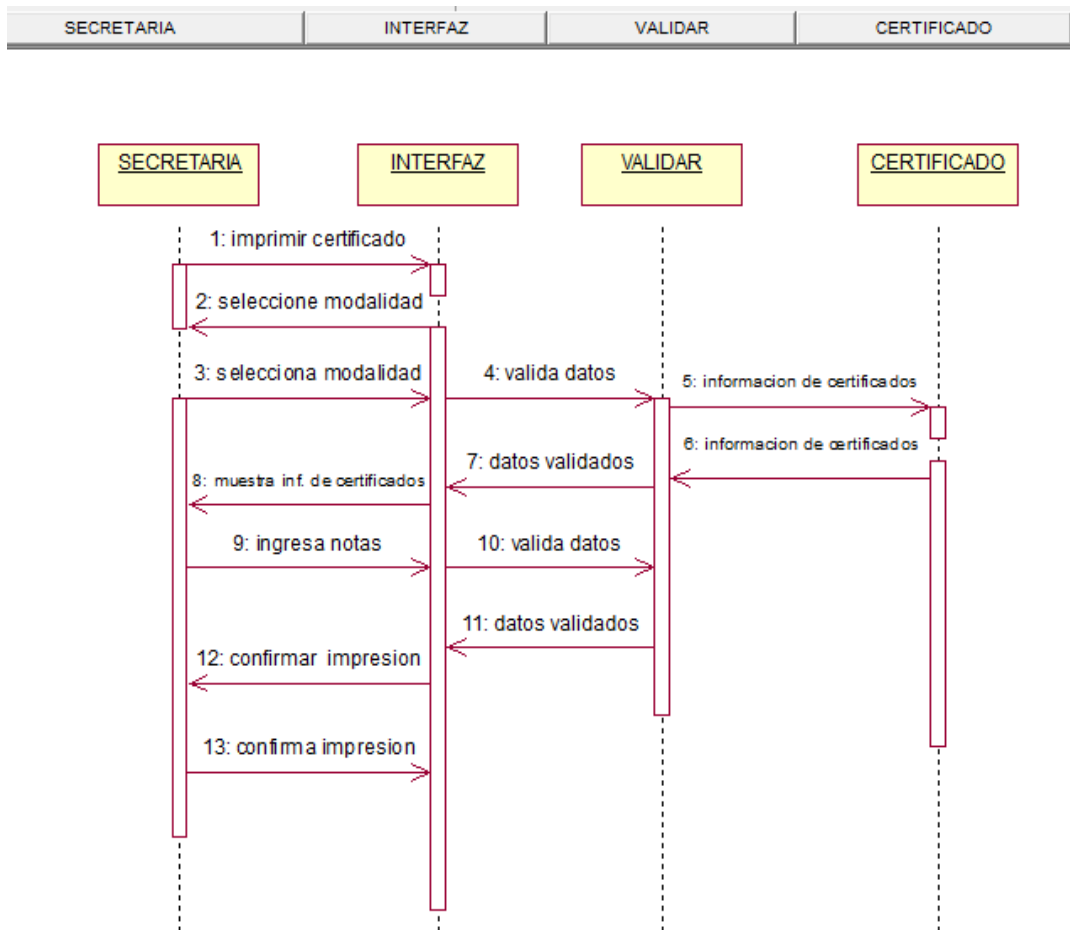 SECRETARIA
INTERFAZ
VALIDAR
CERTIFICADO
SECRETARIA
INTERFAZ
VALIDAR
CERTIFICADO
1: imprimir certificado
2: seleccione modalidad
3: selecciona modalidad
4: valida datos
5: informacion de certificados
6: informacion de certificados
7: datos validados
8: muestra inf. de certificados
9: ingresa notas
10: valida datos
11: datos validados
12: confirmar impresion
13: confirma impresion